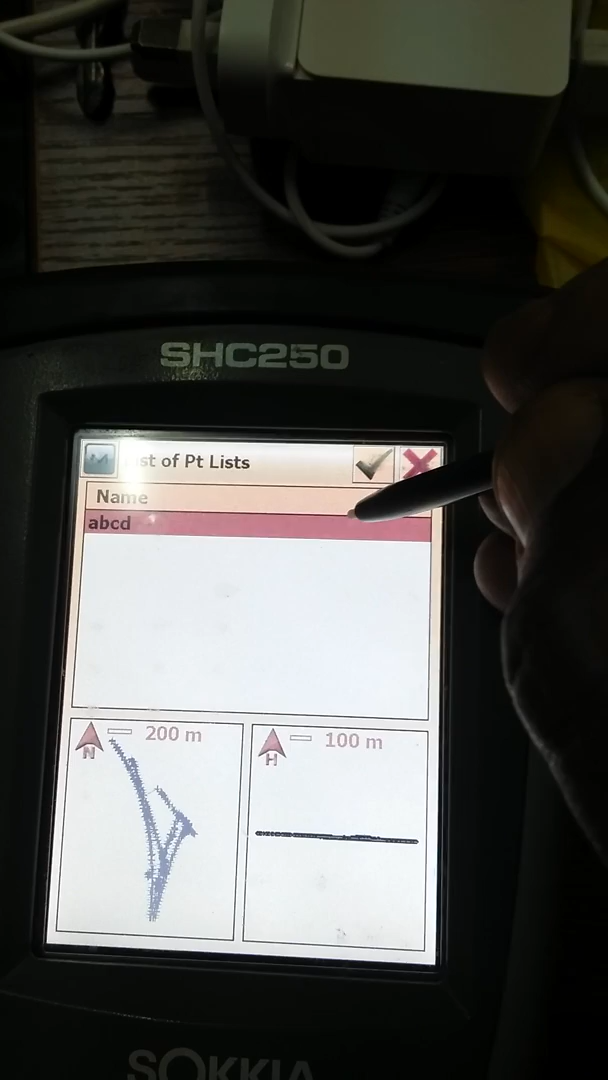 SHC250
st of Pt Lists
Name
abcd
200 m
100 m
N
H
SOKKIA